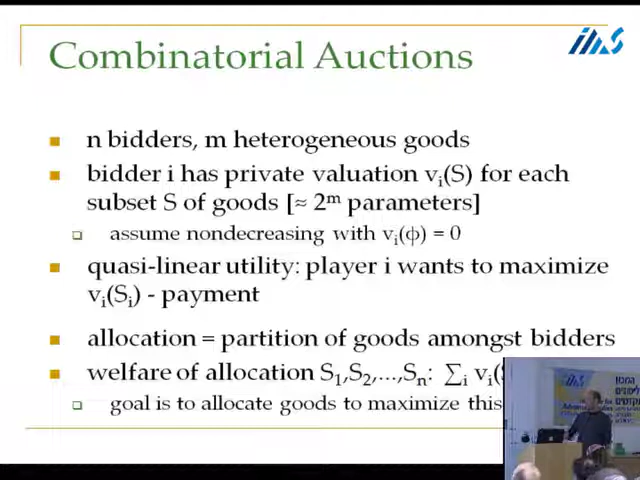 Combinatorial Auctions
n bidders, m heterogeneous goods
bidder i has private valuation vᵢ(S) for each
subset S of goods [≈ 2ᵐ parameters]
assume nondecreasing with vᵢ(ϕ) = 0
quasi-linear utility: player i wants to maximize
vᵢ(Sᵢ) - payment
allocation = partition of goods amongst bidders
welfare of allocation S₁,S₂,...,Sₙ: ∑ᵢ vᵢ(
goal is to allocate goods to maximize this